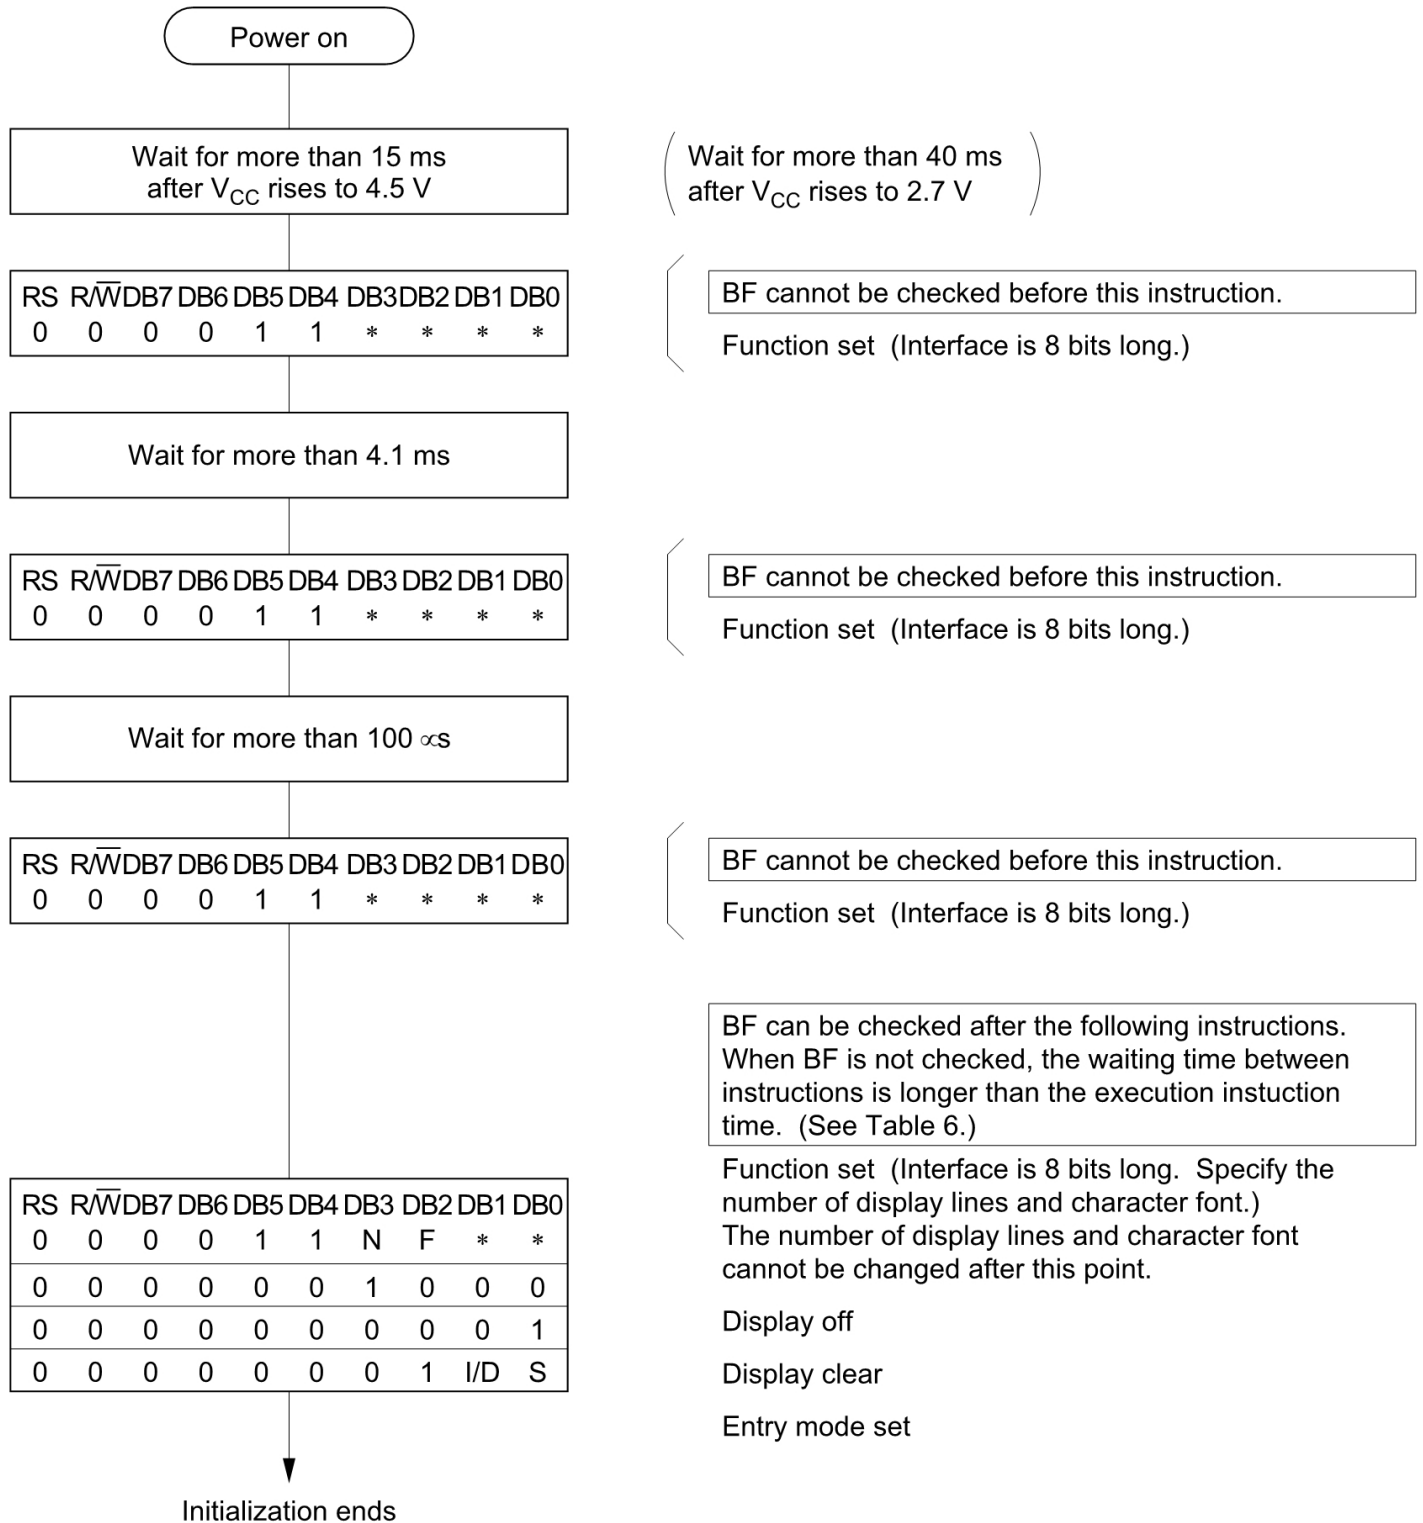 Power on
Wait for more than 15 ms
after VCC rises to 4.5 V
Wait for more than 40 ms
after VCC rises to 2.7 V
RS R/W̅ DB7 DB6 DB5 DB4 DB3 DB2 DB1 DB0
0 0 0 0 1 1 * * * *
BF cannot be checked before this instruction.
Function set (Interface is 8 bits long.)
Wait for more than 4.1 ms
RS R/W̅ DB7 DB6 DB5 DB4 DB3 DB2 DB1 DB0
0 0 0 0 1 1 * * * *
BF cannot be checked before this instruction.
Function set (Interface is 8 bits long.)
Wait for more than 100 ∝s
RS R/W̅ DB7 DB6 DB5 DB4 DB3 DB2 DB1 DB0
0 0 0 0 1 1 * * * *
BF cannot be checked before this instruction.
Function set (Interface is 8 bits long.)
BF can be checked after the following instructions.
When BF is not checked, the waiting time between
instructions is longer than the execution instuction
time. (See Table 6.)
RS R/W̅ DB7 DB6 DB5 DB4 DB3 DB2 DB1 DB0
0 0 0 0 1 1 N F * *
0 0 0 0 0 0 1 0 0 0
0 0 0 0 0 0 0 0 0 1
0 0 0 0 0 0 0 1 I/D S
Function set (Interface is 8 bits long. Specify the
number of display lines and character font.)
The number of display lines and character font
cannot be changed after this point.
Display off
Display clear
Entry mode set
Initialization ends